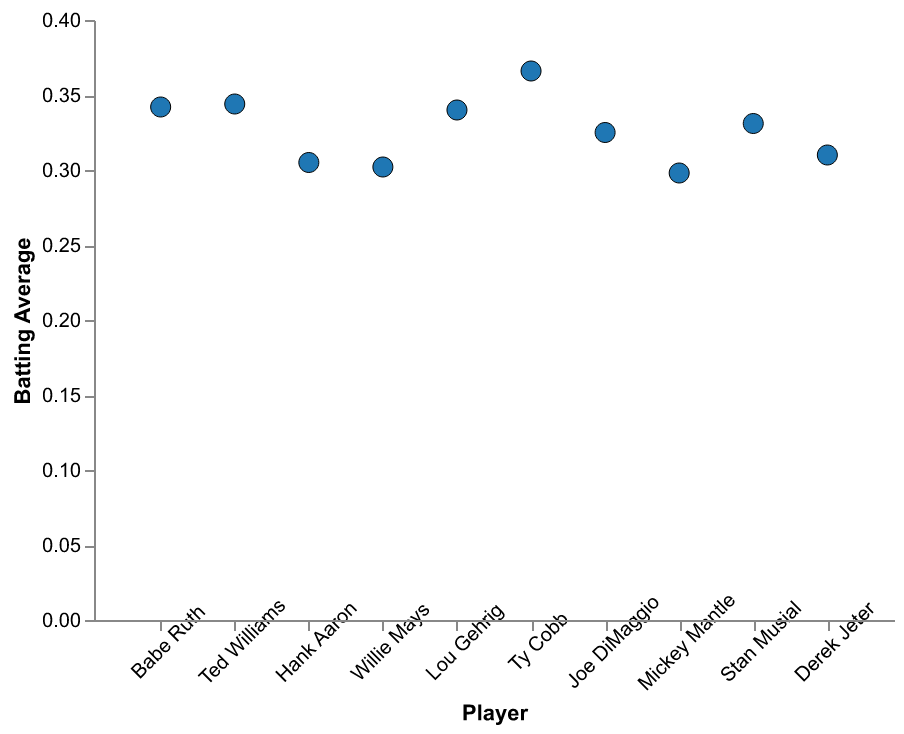 0.40
0.35
0.30
0.25
0.20
0.15
0.10
0.05
0.00
Batting Average
Babe Ruth
Ted Williams
Hank Aaron
Willie Mays
Lou Gehrig
Ty Cobb
Joe DiMaggio
Mickey Mantle
Stan Musial
Derek Jeter
Player